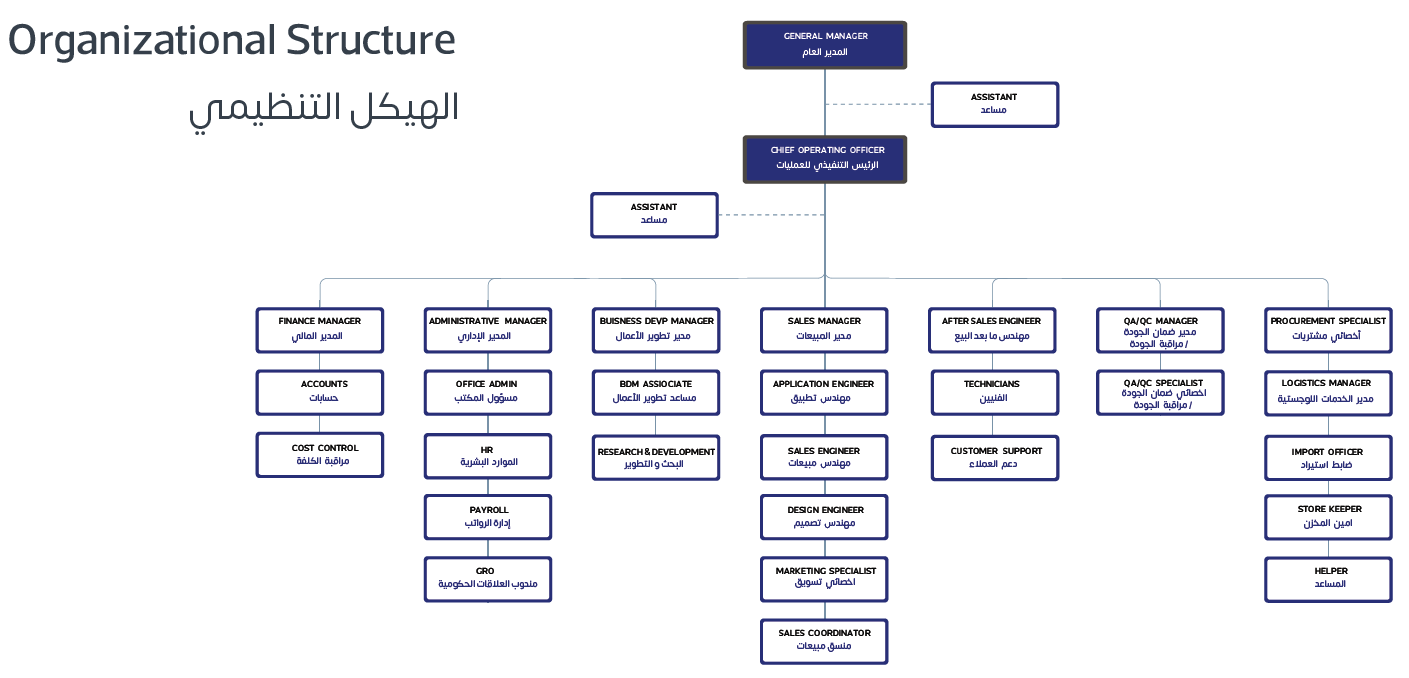 Organizational Structure
الهيكل التنظيمي
GENERAL MANAGER
المدير العام
ASSISTANT
مساعد
CHIEF OPERATING OFFICER
الرئيس التنفيذي للعمليات
ASSISTANT
مساعد
FINANCE MANAGER
المدير المالي
ACCOUNTS
حسابات
COST CONTROL
مراقبة الكلفة
ADMINISTRATIVE MANAGER
المدير الإداري
OFFICE ADMIN
مسؤول المكتب
HR
الموارد البشرية
PAYROLL
إدارة الرواتب
GRO
مندوب العلاقات الحكومية
BUISNESS DEVP MANAGER
مدير تطوير الأعمال
BDM ASSIOCIATE
مساعد تطوير الأعمال
RESEARCH & DEVELOPMENT
البحث و التطوير
SALES MANAGER
مدير المبيعات
APPLICATION ENGINEER
مهندس تطبيق
SALES ENGINEER
مهندس مبيعات
DESIGN ENGINEER
مهندس تصميم
MARKETING SPECIALIST
اخصائي تسويق
SALES COORDINATOR
منسق مبيعات
AFTER SALES ENGINEER
مهندس ما بعد البيع
TECHNICIANS
الفنيين
CUSTOMER SUPPORT
دعم العملاء
QA/QC MANAGER
مدير ضمان الجودة
/ مراقبة الجودة
QA/QC SPECIALIST
اخصائي ضمان الجودة
/ مراقبة الجودة
PROCUREMENT SPECIALIST
أخصائي مشتريات
LOGISTICS MANAGER
مدير الخدمات اللوجستية
IMPORT OFFICER
ضابط استيراد
STORE KEEPER
امين المخزن
HELPER
المساعد